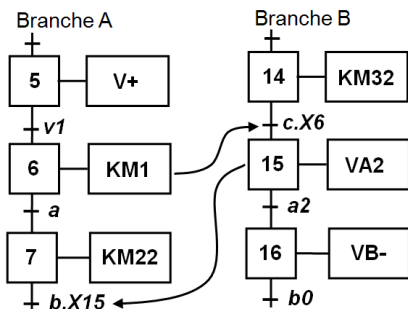 Branche A
5 V+
v1
6 KM1
a
7 KM22
b.X15
Branche B
14 KM32
c.X6
15 VA2
a2
16 VB-
b0